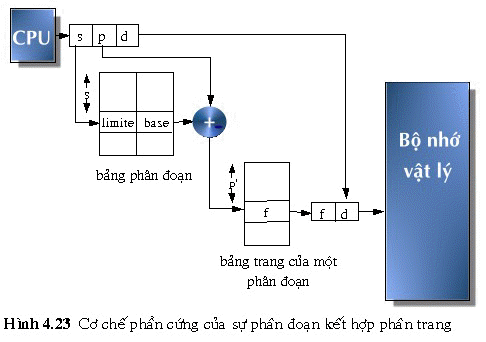 CPU
s p d
s
limite base
+
bảng phân đoạn
p'
f
f d
bảng trang của một
phân đoạn
Bộ nhớ
vật lý
Hình 4.23 Cơ chế phần cứng của sự phân đoạn kết hợp phân trang